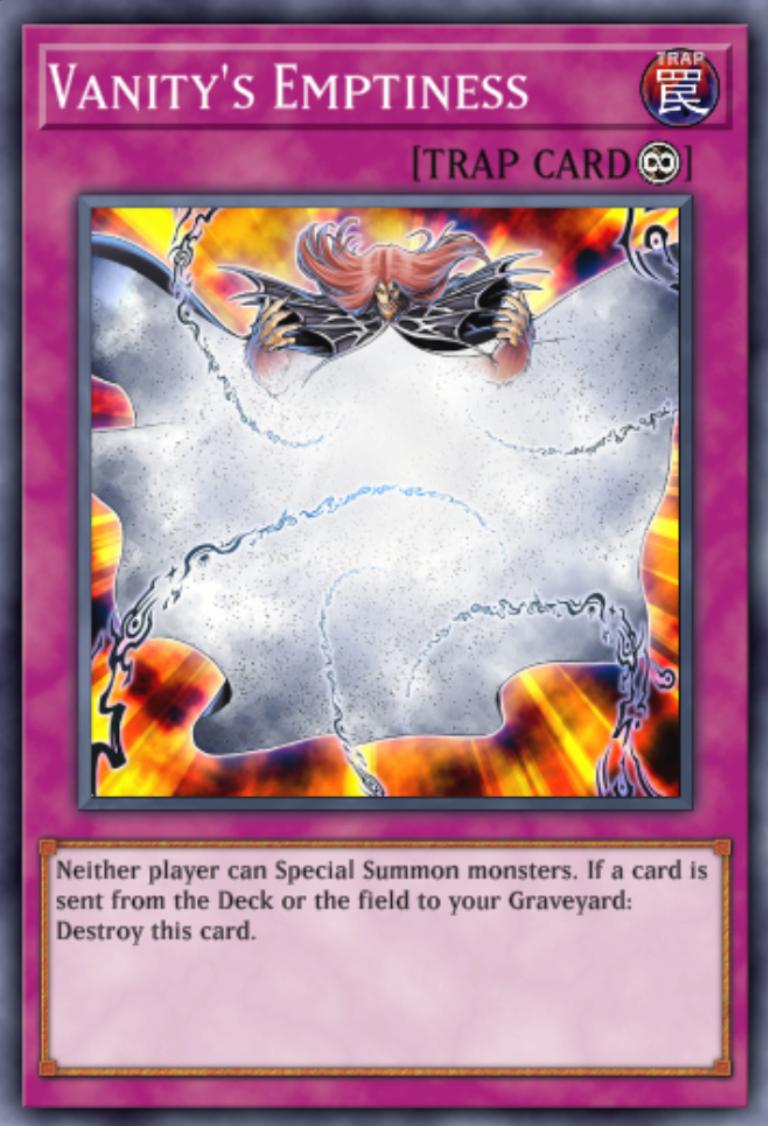 Vanity's Emptiness
TRAP
罠
[TRAP CARD]
Neither player can Special Summon monsters. If a card is
sent from the Deck or the field to your Graveyard:
Destroy this card.